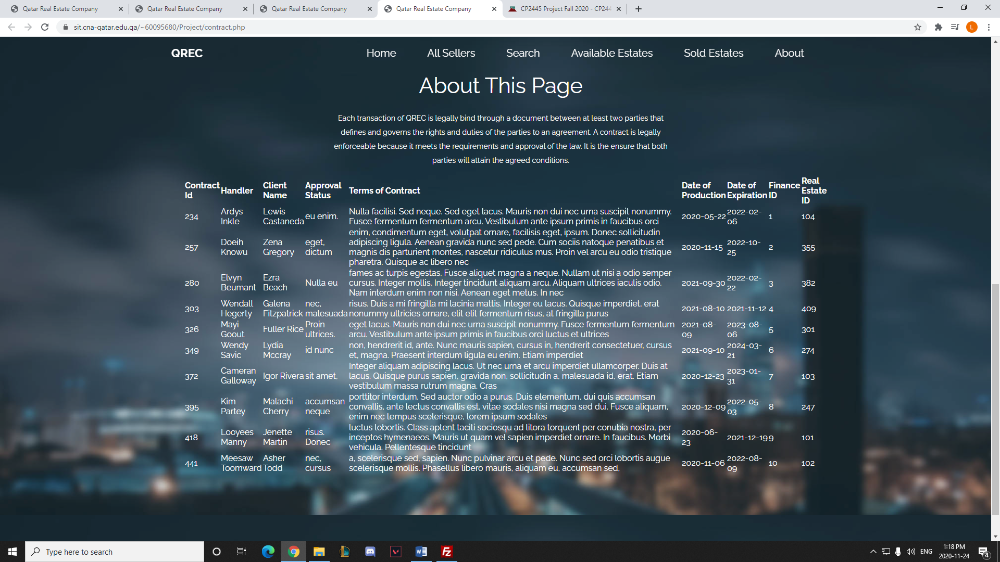 Qatar Real Estate Company
Qatar Real Estate Company
Qatar Real Estate Company
Qatar Real Estate Company
CP2445 Project Fall 2020 - CP244
sit.cna-qatar.edu.qa/~60095680/Project/contract.php
L
QREC
Home
All Sellers
Search
Available Estates
Sold Estates
About
About This Page
Each transaction of QREC is legally bind through a document between at least two parties that
defines and governs the rights and duties of the parties to an agreement. A contract is legally
enforceable because it meets the requirements and approval of the law. It is the ensure that both
parties will attain the agreed conditions.
Contract
Id
Handler
Client
Name
Approval
Status
Terms of Contract
Date of
Production
Date of
Expiration
Finance
ID
Real
Estate
ID
234
Ardys
Inkle
Lewis
Castaneda
eu enim.
Nulla facilisi. Sed neque. Sed eget lacus. Mauris non dui nec urna suscipit nonummy.
Fusce fermentum fermentum arcu. Vestibulum ante ipsum primis in faucibus orci
2020-05-22
2022-02-
06
1
104
257
Doeih
Knowu
Zena
Gregory
eget,
dictum
enim, condimentum eget, volutpat ornare, facilisis eget, ipsum. Donec sollicitudin
adipiscing ligula. Aenean gravida nunc sed pede. Cum sociis natoque penatibus et
magnis dis parturient montes, nascetur ridiculus mus. Proin vel arcu eu odio tristique
pharetra. Quisque ac libero nec
2020-11-15
2022-10-
25
2
355
280
Elvyn
Beumant
Ezra
Beach
Nulla eu
fames ac turpis egestas. Fusce aliquet magna a neque. Nullam ut nisi a odio semper
cursus. Integer mollis. Integer tincidunt aliquam arcu. Aliquam ultrices iaculis odio.
Nam interdum enim non nisi. Aenean eget metus. In nec
2021-09-30
2022-02-
22
3
382
303
Wendall
Hegerty
Galena
Fitzpatrick
nec,
malesuada
risus. Duis a mi fringilla mi lacinia mattis. Integer eu lacus. Quisque imperdiet, erat
nonummy ultricies ornare, elit elit fermentum risus, at fringilla purus
2021-08-10
2021-11-12
4
409
326
Mayi
Goout
Fuller Rice
Proin
ultrices.
eget lacus. Mauris non dui nec urna suscipit nonummy. Fusce fermentum fermentum
arcu. Vestibulum ante ipsum primis in faucibus orci luctus et ultrices
2021-08-
09
2023-08-
06
5
301
349
Wendy
Savic
Lydia
Mccray
id nunc
non, hendrerit id, ante. Nunc mauris sapien, cursus in, hendrerit consectetuer, cursus
et, magna. Praesent interdum ligula eu enim. Etiam imperdiet
2021-09-10
2024-03-
21
6
274
372
Cameran
Galloway
Igor Rivera
sit amet,
Integer aliquam adipiscing lacus. Ut nec urna et arcu imperdiet ullamcorper. Duis at
lacus. Quisque purus sapien, gravida non, sollicitudin a, malesuada id, erat. Etiam
vestibulum massa rutrum magna. Cras
2020-12-23
2023-01-
31
7
103
395
Kim
Partey
Malachi
Cherry
accumsan
neque
porttitor interdum. Sed auctor odio a purus. Duis elementum, dui quis accumsan
convallis, ante lectus convallis est, vitae sodales nisi magna sed dui. Fusce aliquam,
enim nec tempus scelerisque, lorem ipsum sodales
2020-12-09
2022-05-
03
8
247
418
Looyees
Manny
Jenette
Martin
risus.
Donec
luctus lobortis. Class aptent taciti sociosqu ad litora torquent per conubia nostra, per
inceptos hymenaeos. Mauris ut quam vel sapien imperdiet ornare. In faucibus. Morbi
vehicula. Pellentesque tincidunt
2020-06-
23
2021-12-19
9
101
441
Meesaw
Toomward
Asher
Todd
nec,
cursus
a, scelerisque sed, sapien. Nunc pulvinar arcu et pede. Nunc sed orci lobortis augue
scelerisque mollis. Phasellus libero mauris, aliquam eu, accumsan sed,
2020-11-06
2022-08-
09
10
102
Type here to search
ENG
1:18 PM
2020-11-24
4